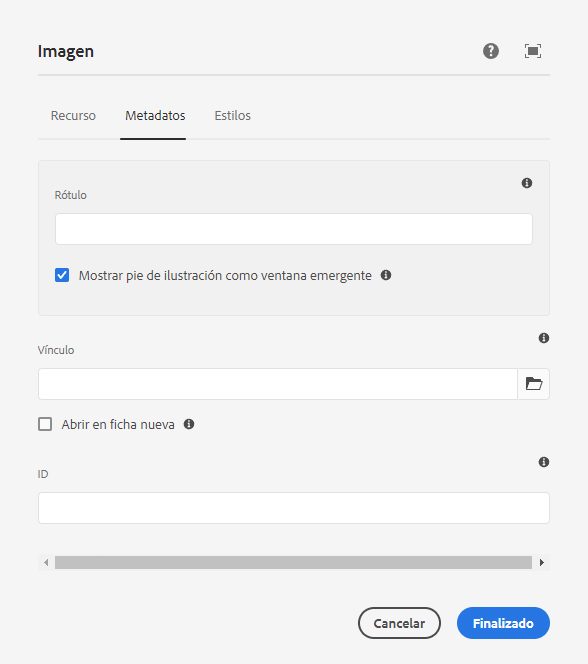 Imagen
Recurso Metadatos Estilos
Rótulo
Mostrar pie de ilustración como ventana emergente
Vínculo
Abrir en ficha nueva
ID
Cancelar Finalizado